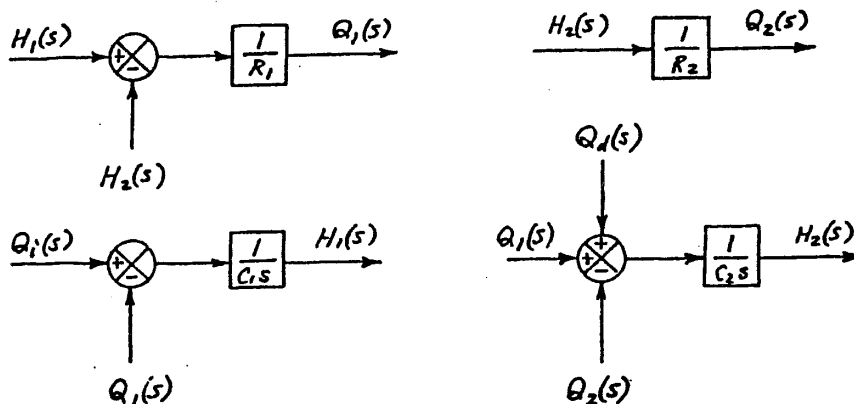 H₁(s)
+
−
1
R₁
Q₁(s)
H₂(s)
H₂(s)
1
R₂
Q₂(s)
Qᵢ(s)
+
−
1
C₁s
H₁(s)
Q₁(s)
Q_d(s)
Q₁(s)
+
+
−
1
C₂s
H₂(s)
Q₂(s)